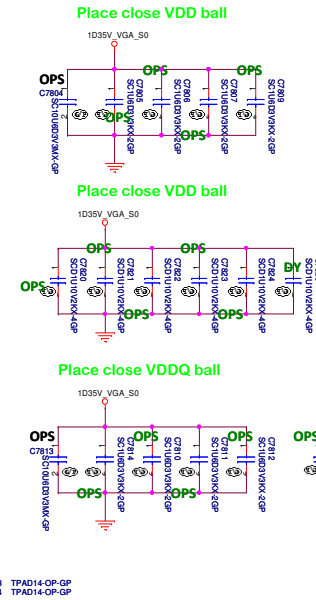 Place close VDD ball
1D35V_VGA_S0
OPS
OPS
OPS
C7804
SC10U6D3V3MX-GP
C7805
OPS
SC1U6D3V3KX-2GP
C7806
SC1U6D3V3KX-2GP
C7807
SC1U6D3V3KX-2GP
C7809
SC1U6D3V3KX-2GP
OPS
Place close VDD ball
1D35V_VGA_S0
OPS
OPS
OPS
C7820
SCD1U10V2KX-4GP
C7821
SCD1U10V2KX-4GP
C7822
SCD1U10V2KX-4GP
C7823
SCD1U10V2KX-4GP
C7824
SCD1U10V2KX-4GP
DY
OPS
OPS
Place close VDDQ ball
1D35V_VGA_S0
OPS
OPS
OPS
OPS
C7813
SC10U6D3V3MX-GP
C7814
SC1U6D3V3KX-2GP
C7810
SC1U6D3V3KX-2GP
C7811
SC1U6D3V3KX-2GP
C7812
SC1U6D3V3KX-2GP
OPS
OPS
TPAD14-OP-GP
TPAD14-OP-GP